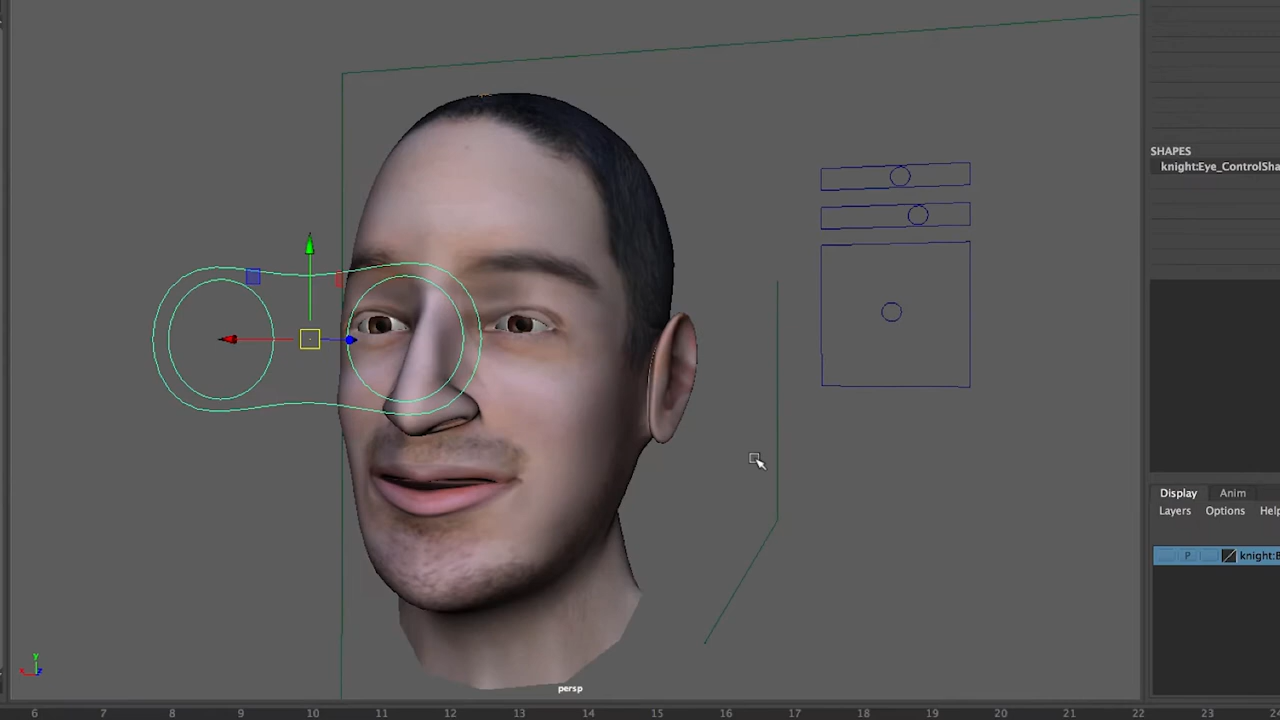 SHAPES
knight:Eye_ControlSha
Display Anim
Layers Options Help
P knight:E
persp
y
x z
6 7 8 9 10 11 12 13 14 15 16 17 18 19 20 21 22 23 24